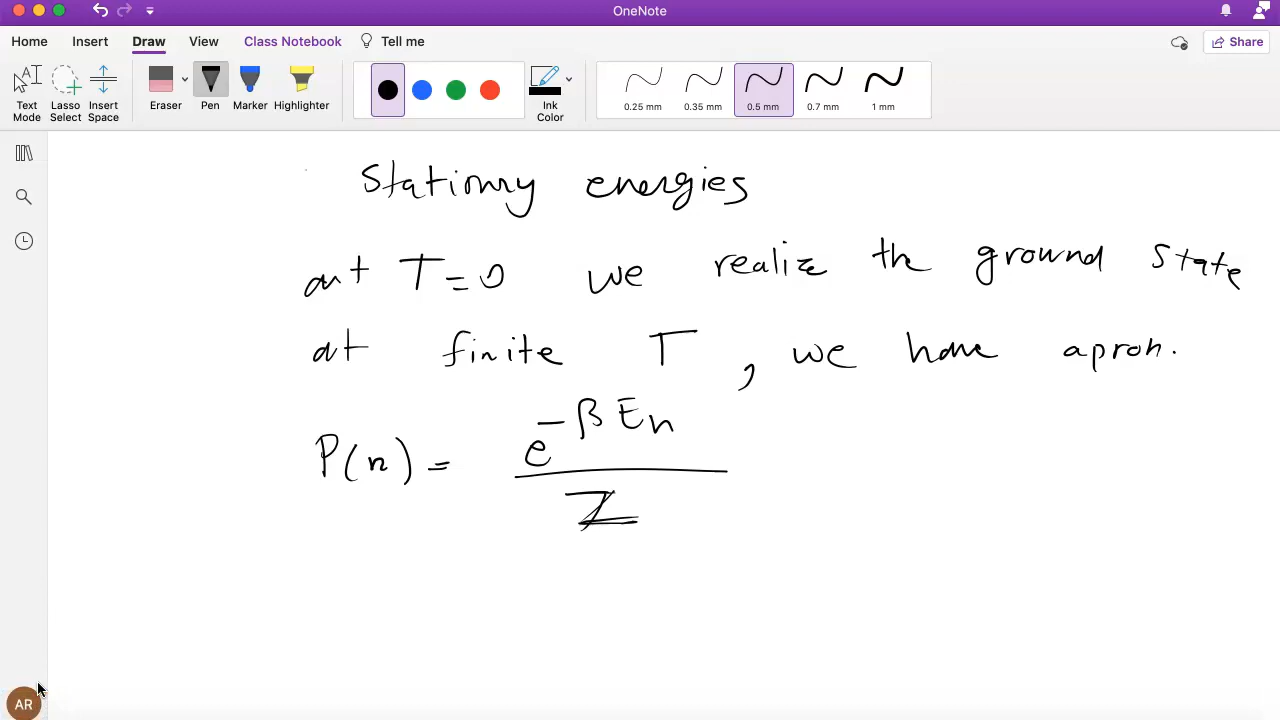 OneNote
Home Insert Draw View Class Notebook Tell me Share
Text Mode Lasso Select Insert Space Eraser Pen Marker Highlighter Ink Color 0.25 mm 0.35 mm 0.5 mm 0.7 mm 1 mm
Stationry energies
at T=0 we realize the ground state
at finite T, we have a prob.
P(n) = e^{-βEn} / Z
AR